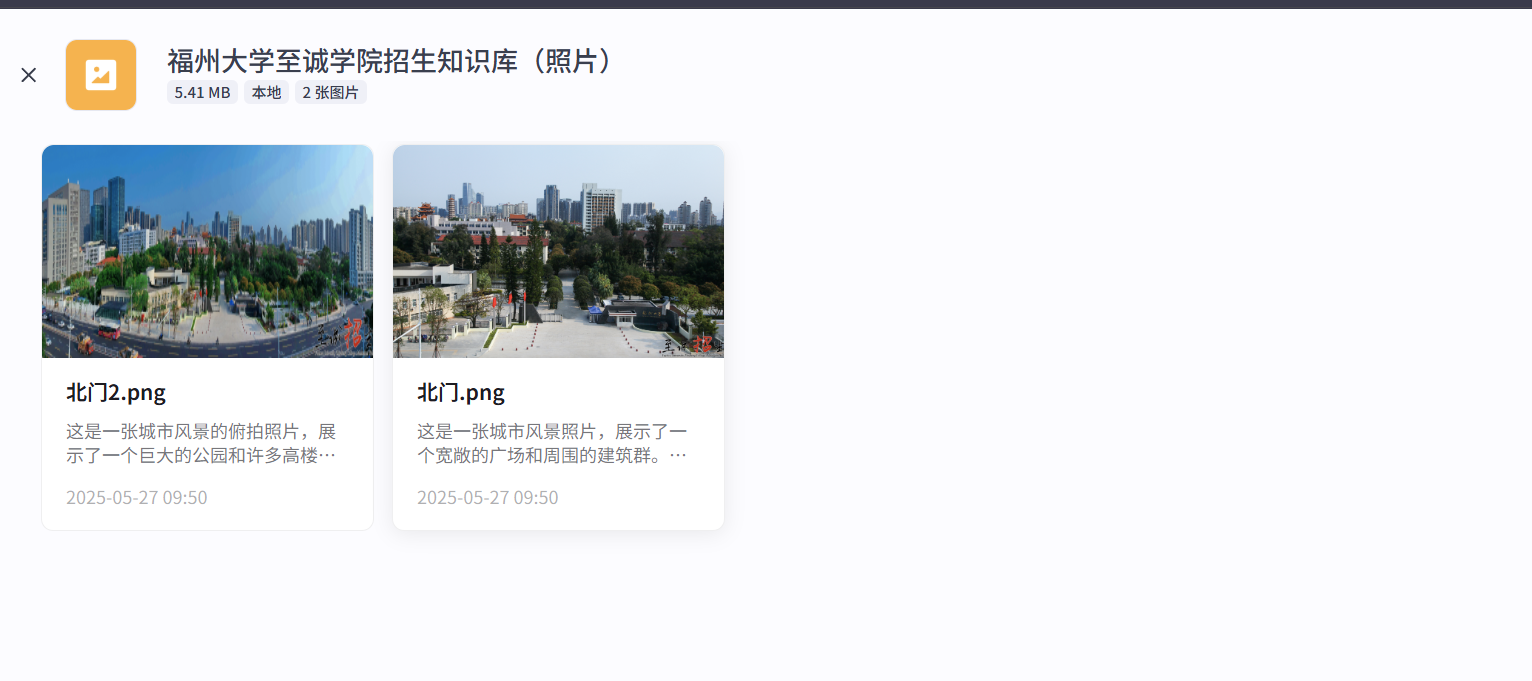 福州大学至诚学院招生知识库（照片）
5.41 MB 本地 2 张图片
北门2.png
这是一张城市风景的俯拍照片，展
示了一个巨大的公园和许多高楼…
2025-05-27 09:50
北门.png
这是一张城市风景照片，展示了一
个宽敞的广场和周围的建筑群。…
2025-05-27 09:50